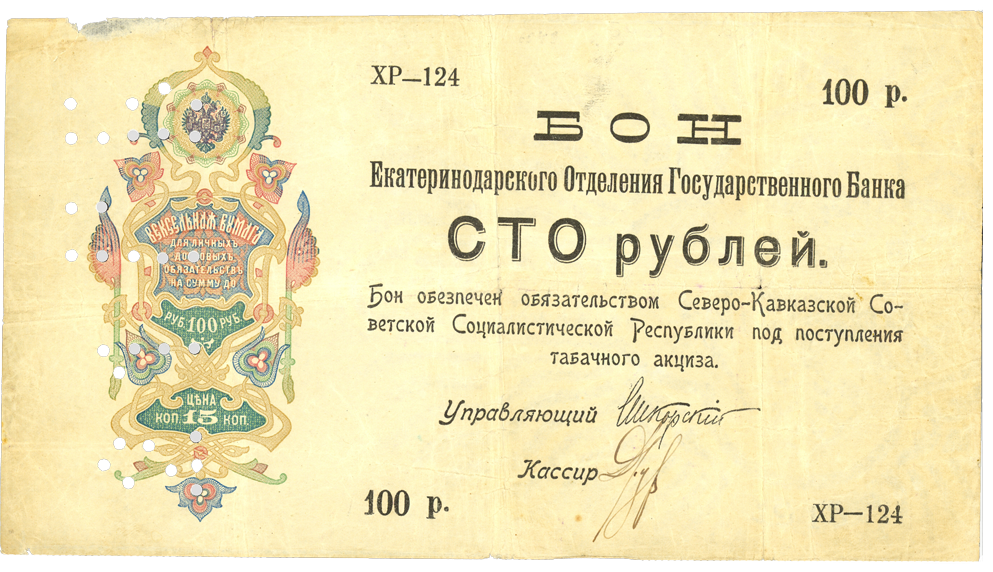 ХР—124
100 р.
БОН
Екатеринодарского Отделения Государственного Банка
СТО рублей.
Бон обезпечен обязательством Северо-Кавказской Со-
ветской Социалистической Республики под поступления
табачного акциза.
Управляющий
Кассир
100 р.
ХР—124
ВЕКСЕЛЬНАЯ БУМАГА
ДЛЯ ЛИЧНЫХЪ
ДОЛГОВЫХЪ
ОБЯЗАТЕЛЬСТВЪ
НА СУММУ ДО
РУБ. 100 РУБ.
ЦѢНА
КОП. 15 КОП.